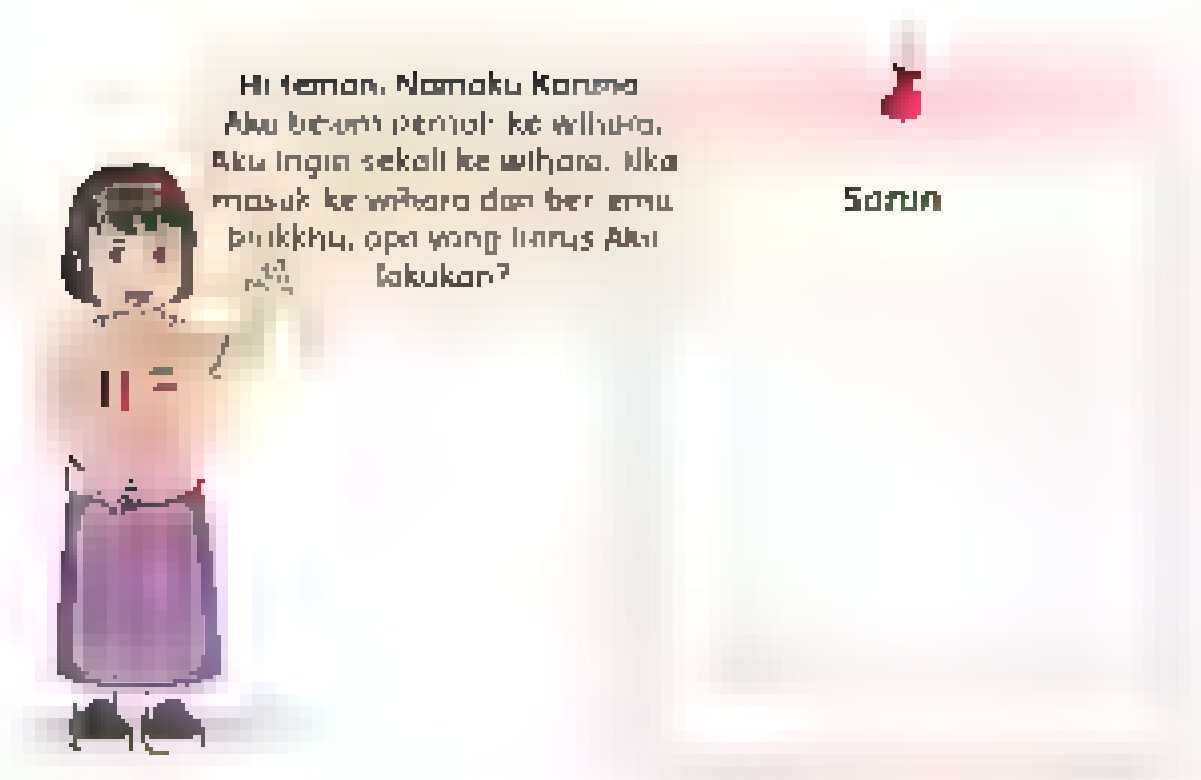 Hi teman, Namaku Karuna
Aku belum pernah ke wihara.
Aku ingin sekali ke wihara. Jika
masuk ke wihara dan bertemu
bhikkhu, apa yang harus Aku
lakukan?
Saran